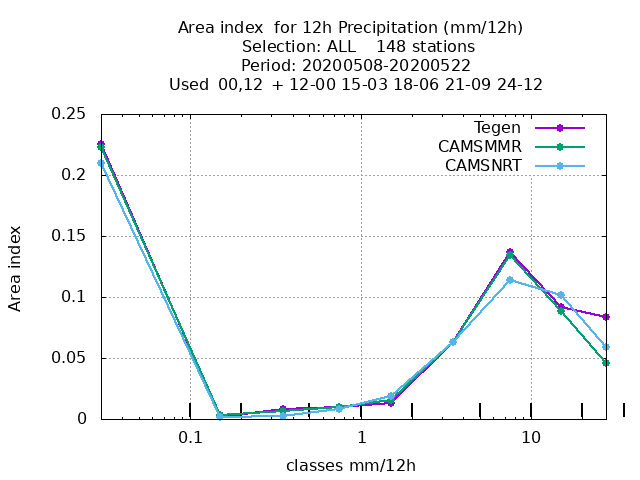 Area index  for 12h Precipitation (mm/12h)
Selection: ALL    148 stations
Period: 20200508-20200522
Used  00,12  + 12-00 15-03 18-06 21-09 24-12
Tegen
CAMSMMR
CAMSNRT
0.25
0.2
0.15
0.1
0.05
0
Area index
0.1
1
10
classes mm/12h